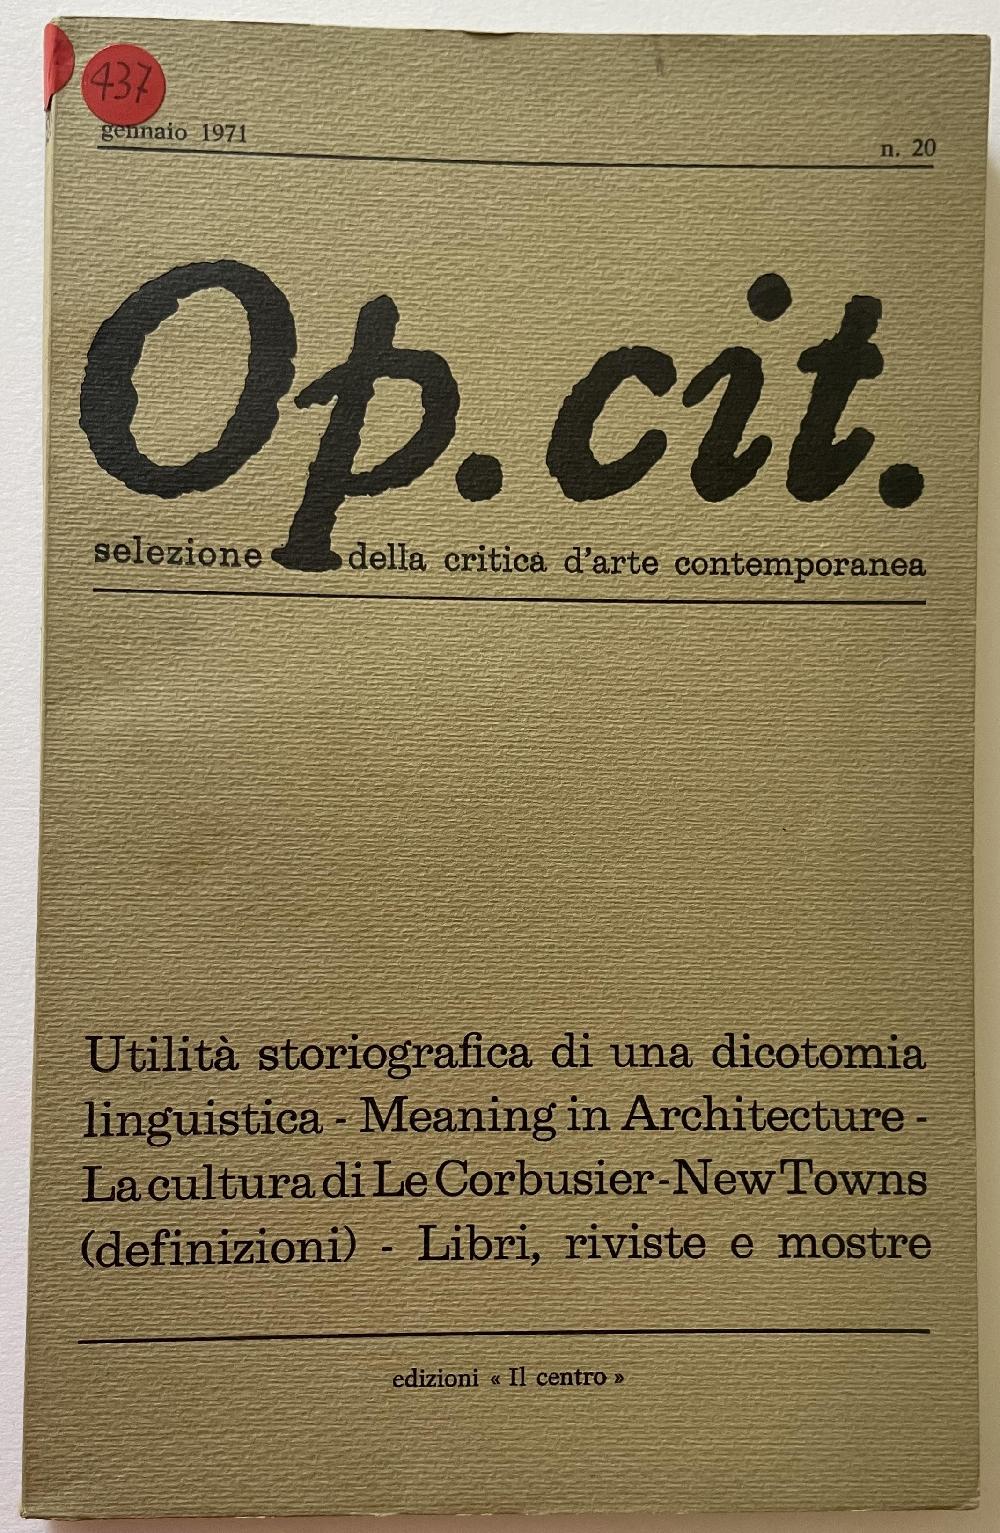 437
gennaio 1971
n. 20
Op. cit.
selezione della critica d'arte contemporanea
Utilità storiografica di una dicotomia
linguistica - Meaning in Architecture -
La cultura di Le Corbusier - New Towns
(definizioni) - Libri, riviste e mostre
edizioni « Il centro »